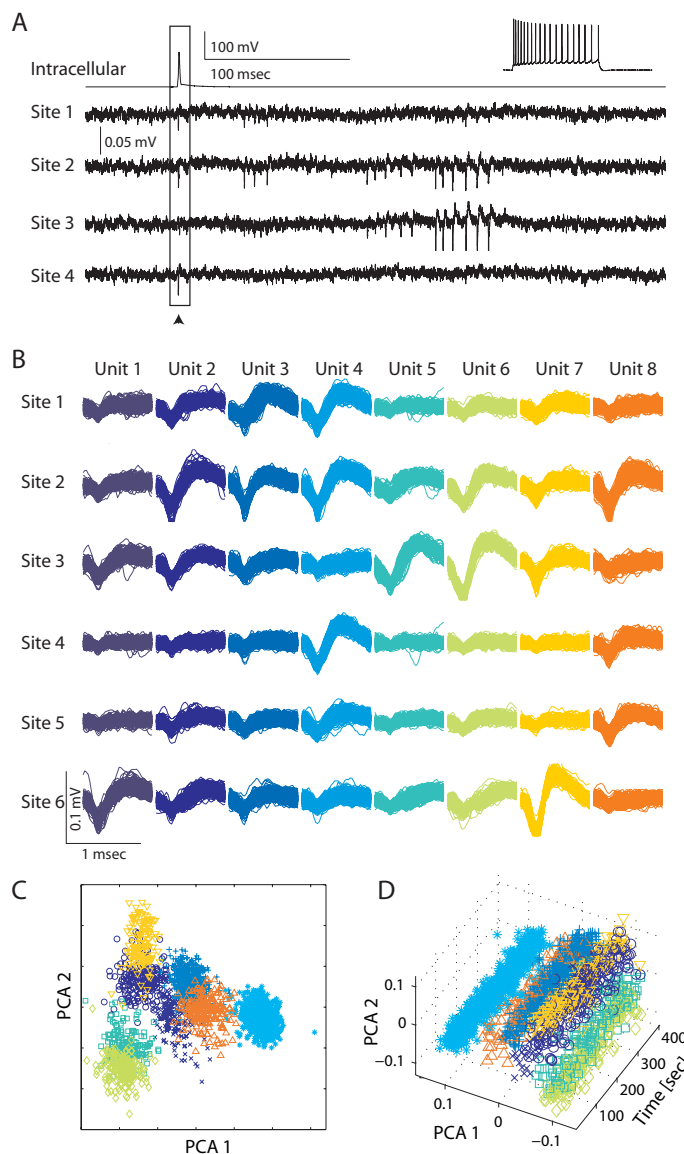 A
Intracellular
100 mV
100 msec
Site 1
0.05 mV
Site 2
Site 3
Site 4
B
Unit 1 Unit 2 Unit 3 Unit 4 Unit 5 Unit 6 Unit 7 Unit 8
Site 1
Site 2
Site 3
Site 4
Site 5
Site 6
0.1 mV
1 msec
C
PCA 2
PCA 1
D
PCA 2
0.1
0
−0.1
0.1
0
−0.1
PCA 1
100
200
300
400
Time [sec]